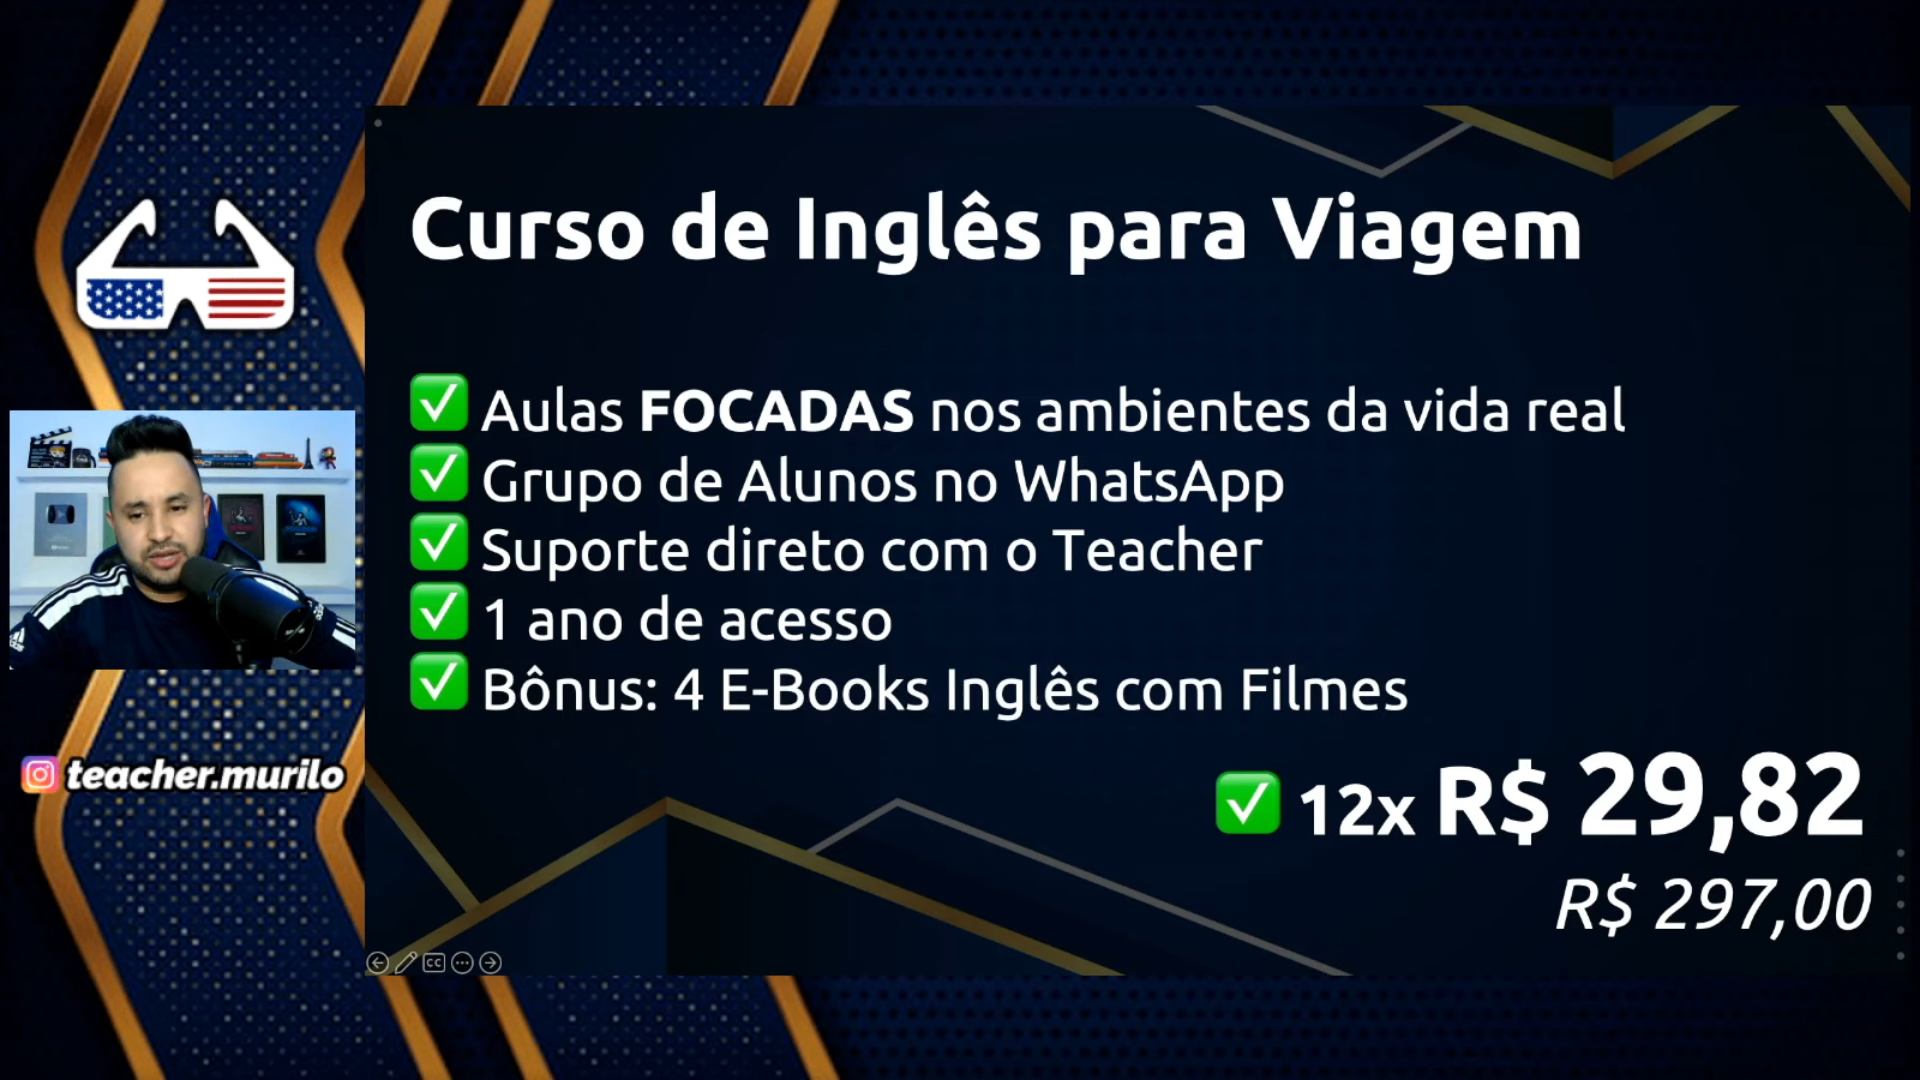 Curso de Inglês para Viagem
✅ Aulas FOCADAS nos ambientes da vida real
✅ Grupo de Alunos no WhatsApp
✅ Suporte direto com o Teacher
✅ 1 ano de acesso
✅ Bônus: 4 E-Books Inglês com Filmes
✅ 12x R$ 29,82
R$ 297,00
teacher.murilo
CC